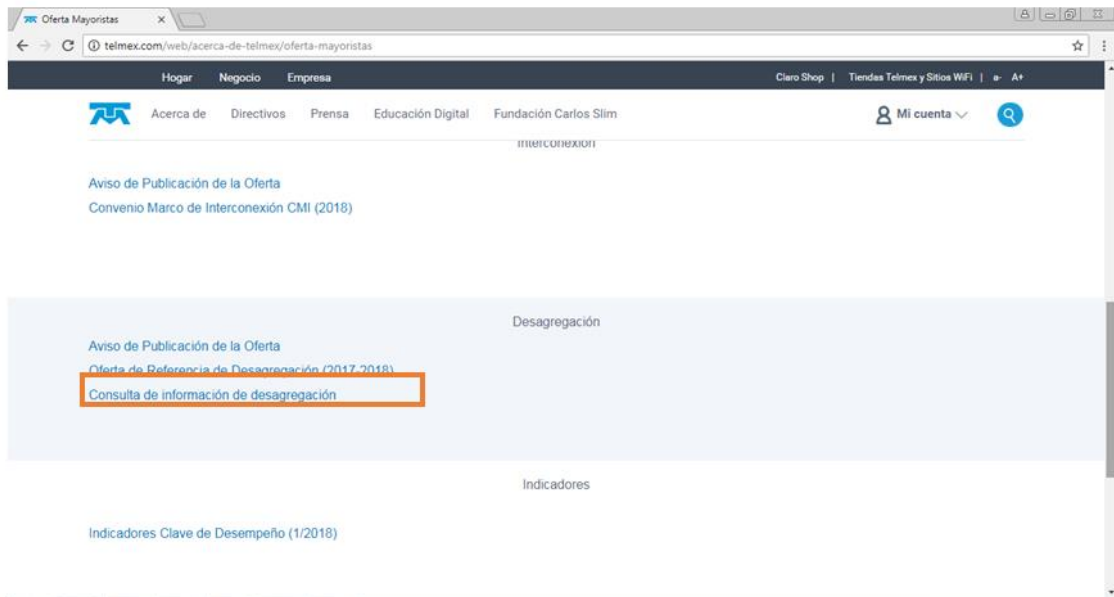 Oferta Mayoristas
telmex.com/web/acerca-de-telmex/oferta-mayoristas
Hogar Negocio Empresa Claro Shop | Tiendas Telmex y Sitios WiFi | a- A+
Acerca de Directivos Prensa Educación Digital Fundación Carlos Slim Mi cuenta
Interconexión
Aviso de Publicación de la Oferta
Convenio Marco de Interconexión CMI (2018)
Desagregación
Aviso de Publicación de la Oferta
Oferta de Referencia de Desagregación (2017-2018)
Consulta de información de desagregación
Indicadores
Indicadores Clave de Desempeño (1/2018)